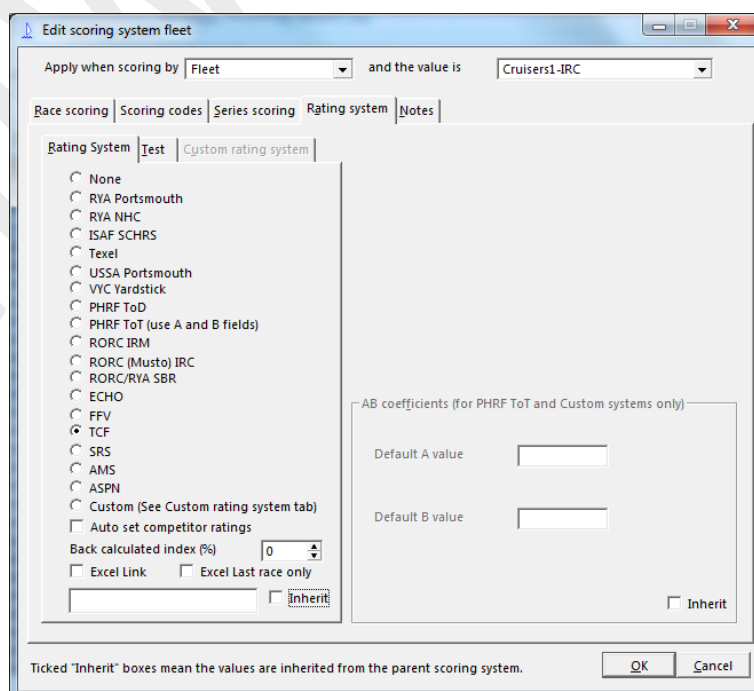 Edit scoring system fleet
Apply when scoring by Fleet and the value is Cruisers1-IRC
Race scoring Scoring codes Series scoring Rating system Notes
Rating System Test Custom rating system
None
RYA Portsmouth
RYA NHC
ISAF SCHRS
Texel
USSA Portsmouth
VYC Yardstick
PHRF ToD
PHRF ToT (use A and B fields)
RORC IRM
RORC (Musto) IRC
RORC/RYA SBR
ECHO
FFV
TCF
SRS
AMS
ASPN
Custom (See Custom rating system tab)
Auto set competitor ratings
Back calculated index (%) 0
Excel Link Excel Last race only
Inherit
AB coefficients (for PHRF ToT and Custom systems only)
Default A value
Default B value
Inherit
Ticked "Inherit" boxes mean the values are inherited from the parent scoring system.
OK Cancel